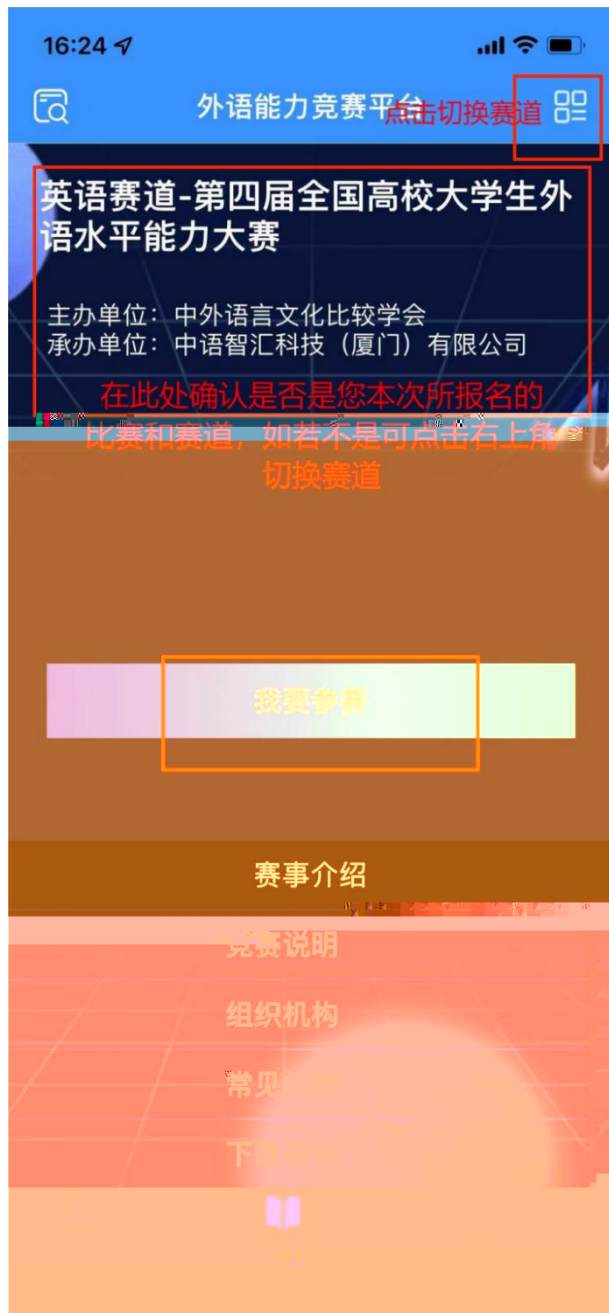 16:24
外语能力竞赛平台
点击切换赛道
英语赛道-第四届全国高校大学生外
语水平能力大赛
主办单位：中外语言文化比较学会
承办单位：中语智汇科技（厦门）有限公司
在此处确认是否是您本次所报名的
比赛和赛道，如若不是可点击右上角
切换赛道
我要参赛
赛事介绍
竞赛说明
组织机构
常见
下载